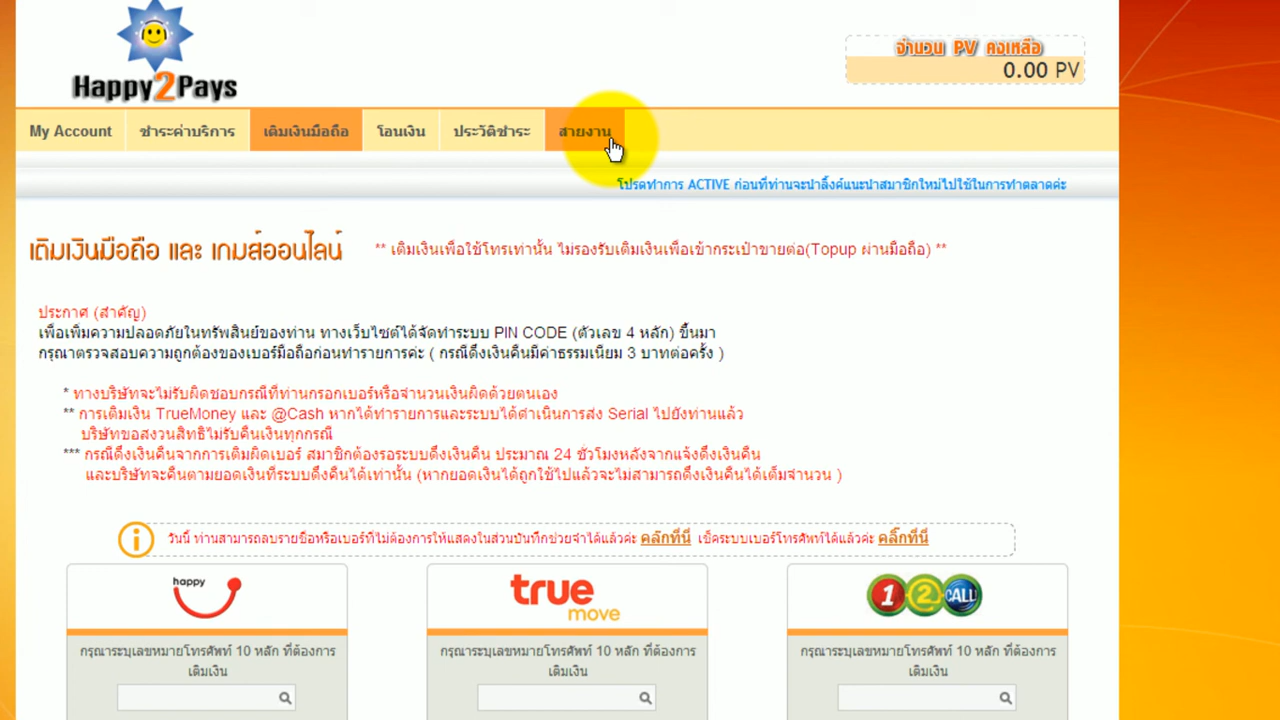 Happy2Pays
จำนวน PV คงเหลือ
0.00 PV
My Account ชำระค่าบริการ เติมเงินมือถือ โอนเงิน ประวัติชำระ สายงาน
โปรดทำการ ACTIVE ก่อนที่ท่านจะนำลิ้งค์แนะนำสมาชิกใหม่ไปใช้ในการทำตลาดค่ะ
เติมเงินมือถือ และ เกมส์ออนไลน์
** เติมเงินเพื่อใช้โทรเท่านั้น ไม่รองรับเติมเงินเพื่อเข้ากระเป๋าขายต่อ(Topup ผ่านมือถือ) **
ประกาศ (สำคัญ)
เพื่อเพิ่มความปลอดภัยในทรัพสินย์ของท่าน ทางเว็บไซต์ได้จัดทำระบบ PIN CODE (ตัวเลข 4 หลัก) ขึ้นมา
กรุณาตรวจสอบความถูกต้องของเบอร์มือถือก่อนทำรายการค่ะ ( กรณีดึงเงินคืนมีค่าธรรมเนียม 3 บาทต่อครั้ง )
* ทางบริษัทจะไม่รับผิดชอบกรณีที่ท่านกรอกเบอร์หรือจำนวนเงินผิดด้วยตนเอง
** การเติมเงิน TrueMoney และ @Cash หากได้ทำรายการและระบบได้ดำเนินการส่ง Serial ไปยังท่านแล้ว
บริษัทขอสงวนสิทธิไม่รับคืนเงินทุกกรณี
*** กรณีดึงเงินคืนจากการเติมผิดเบอร์ สมาชิกต้องรอระบบดึงเงินคืน ประมาณ 24 ชั่วโมงหลังจากแจ้งดึงเงินคืน
และบริษัทจะคืนตามยอดเงินที่ระบบดึงคืนได้เท่านั้น (หากยอดเงินได้ถูกใช้ไปแล้วจะไม่สามารถดึงเงินคืนได้เต็มจำนวน )
วันนี้ ท่านสามารถลบรายชื่อหรือเบอร์ที่ไม่ต้องการให้แสดงในส่วนบันทึกช่วยจำได้แล้วค่ะ คลิกที่นี่ เช็คระบบเบอร์โทรศัพท์ได้แล้วค่ะ คลิ๊กที่นี่
happy
true move
1 2 CALL
กรุณาระบุเลขหมายโทรศัพท์ 10 หลัก ที่ต้องการ
เติมเงิน
กรุณาระบุเลขหมายโทรศัพท์ 10 หลัก ที่ต้องการ
เติมเงิน
กรุณาระบุเลขหมายโทรศัพท์ 10 หลัก ที่ต้องการ
เติมเงิน